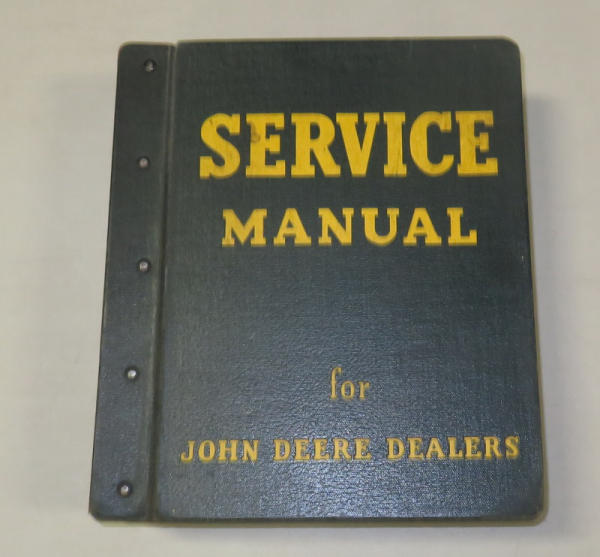 SERVICE
MANUAL
for
JOHN DEERE DEALERS